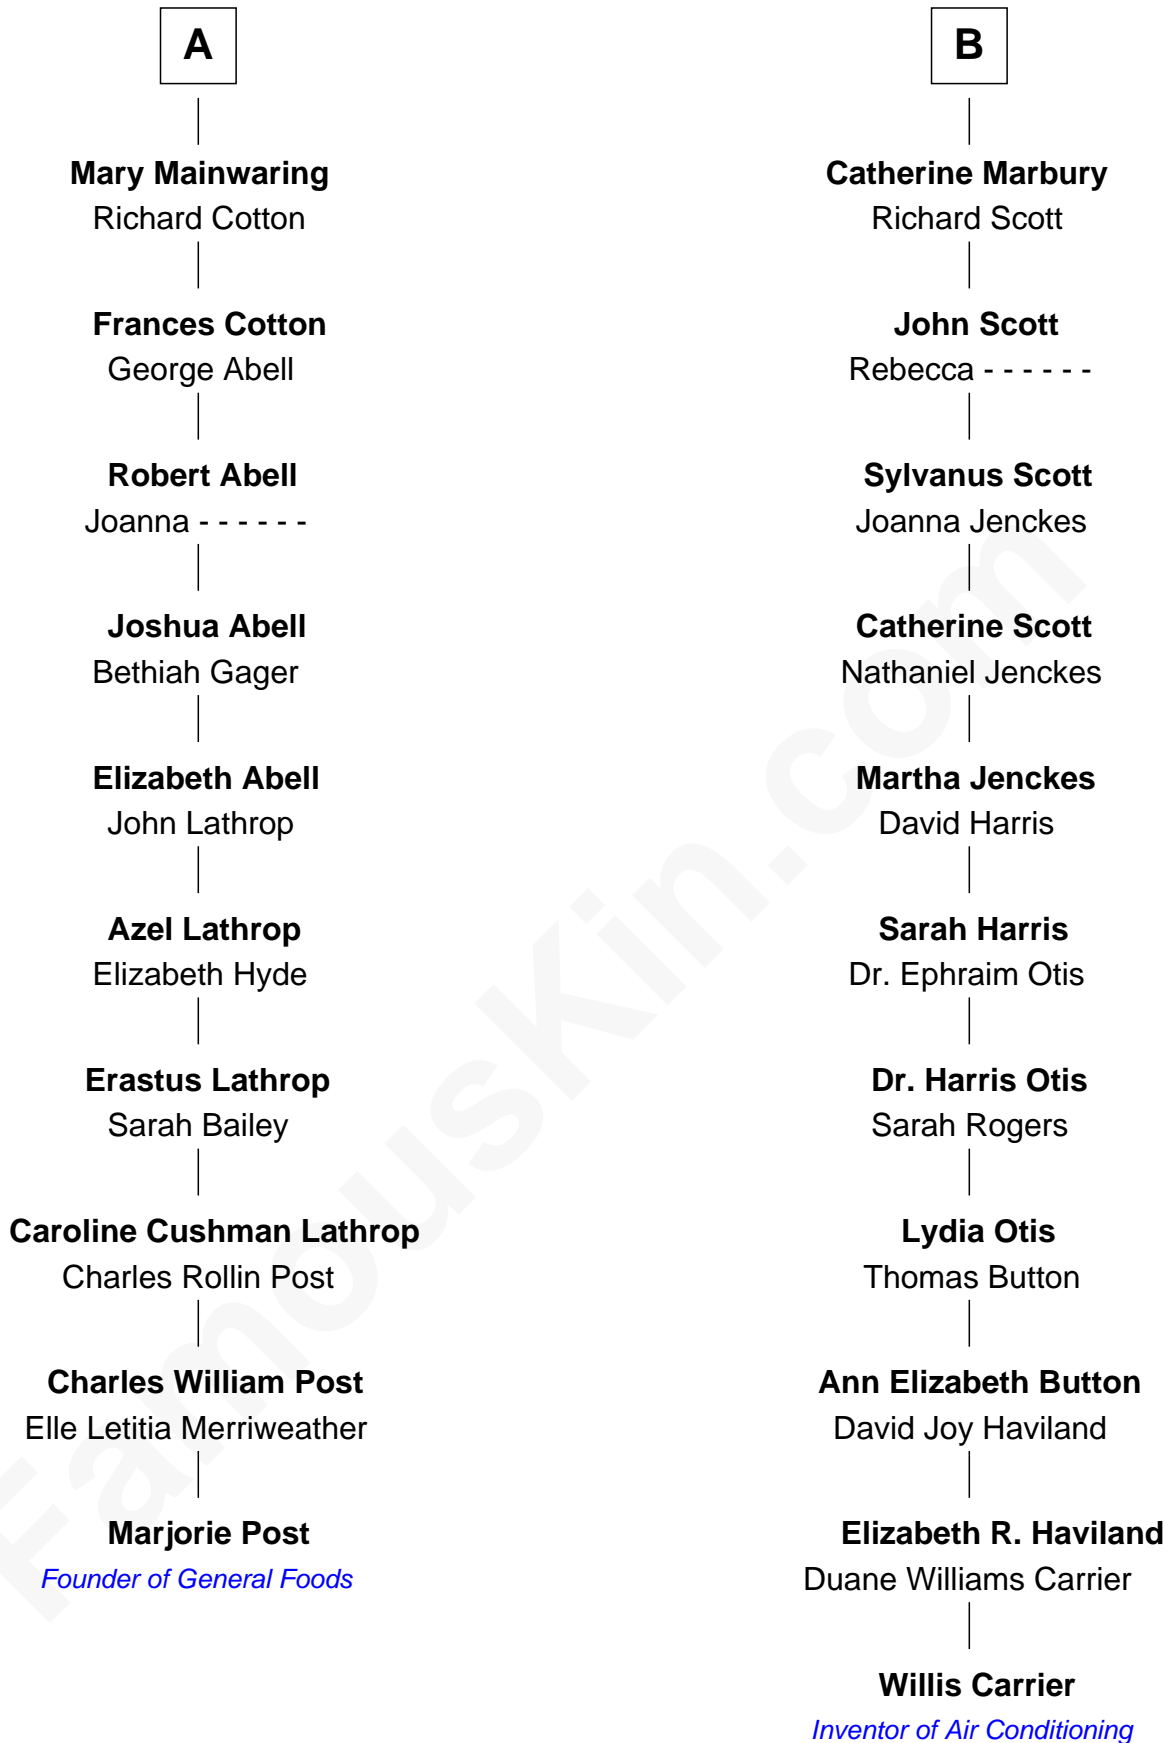 A
Mary Mainwaring
Richard Cotton
Frances Cotton
George Abell
Robert Abell
Joanna - - - - - -
Joshua Abell
Bethiah Gager
Elizabeth Abell
John Lathrop
Azel Lathrop
Elizabeth Hyde
Erastus Lathrop
Sarah Bailey
Caroline Cushman Lathrop
Charles Rollin Post
Charles William Post
Elle Letitia Merriweather
Marjorie Post
Founder of General Foods
B
Catherine Marbury
Richard Scott
John Scott
Rebecca - - - - - -
Sylvanus Scott
Joanna Jenckes
Catherine Scott
Nathaniel Jenckes
Martha Jenckes
David Harris
Sarah Harris
Dr. Ephraim Otis
Dr. Harris Otis
Sarah Rogers
Lydia Otis
Thomas Button
Ann Elizabeth Button
David Joy Haviland
Elizabeth R. Haviland
Duane Williams Carrier
Willis Carrier
Inventor of Air Conditioning
FamousKin.com